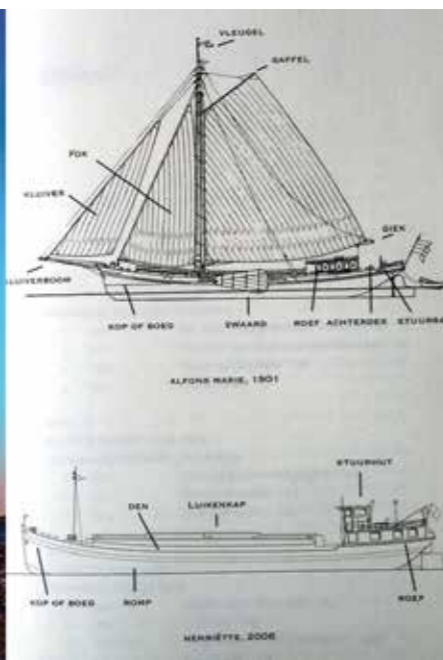 VLEUGEL
GAFFEL
FOK
KLUIVER
GIEK
KLUIVERBOOM
KOP OF BOEG ZWAARD ROEF ACHTERDEK STUURRA
ALFONS MARIE, 1901
STUURHUT
DEN LUIKENKAP
KOP OF BOEG ROMP ROEF
HENRIËTTE, 2006